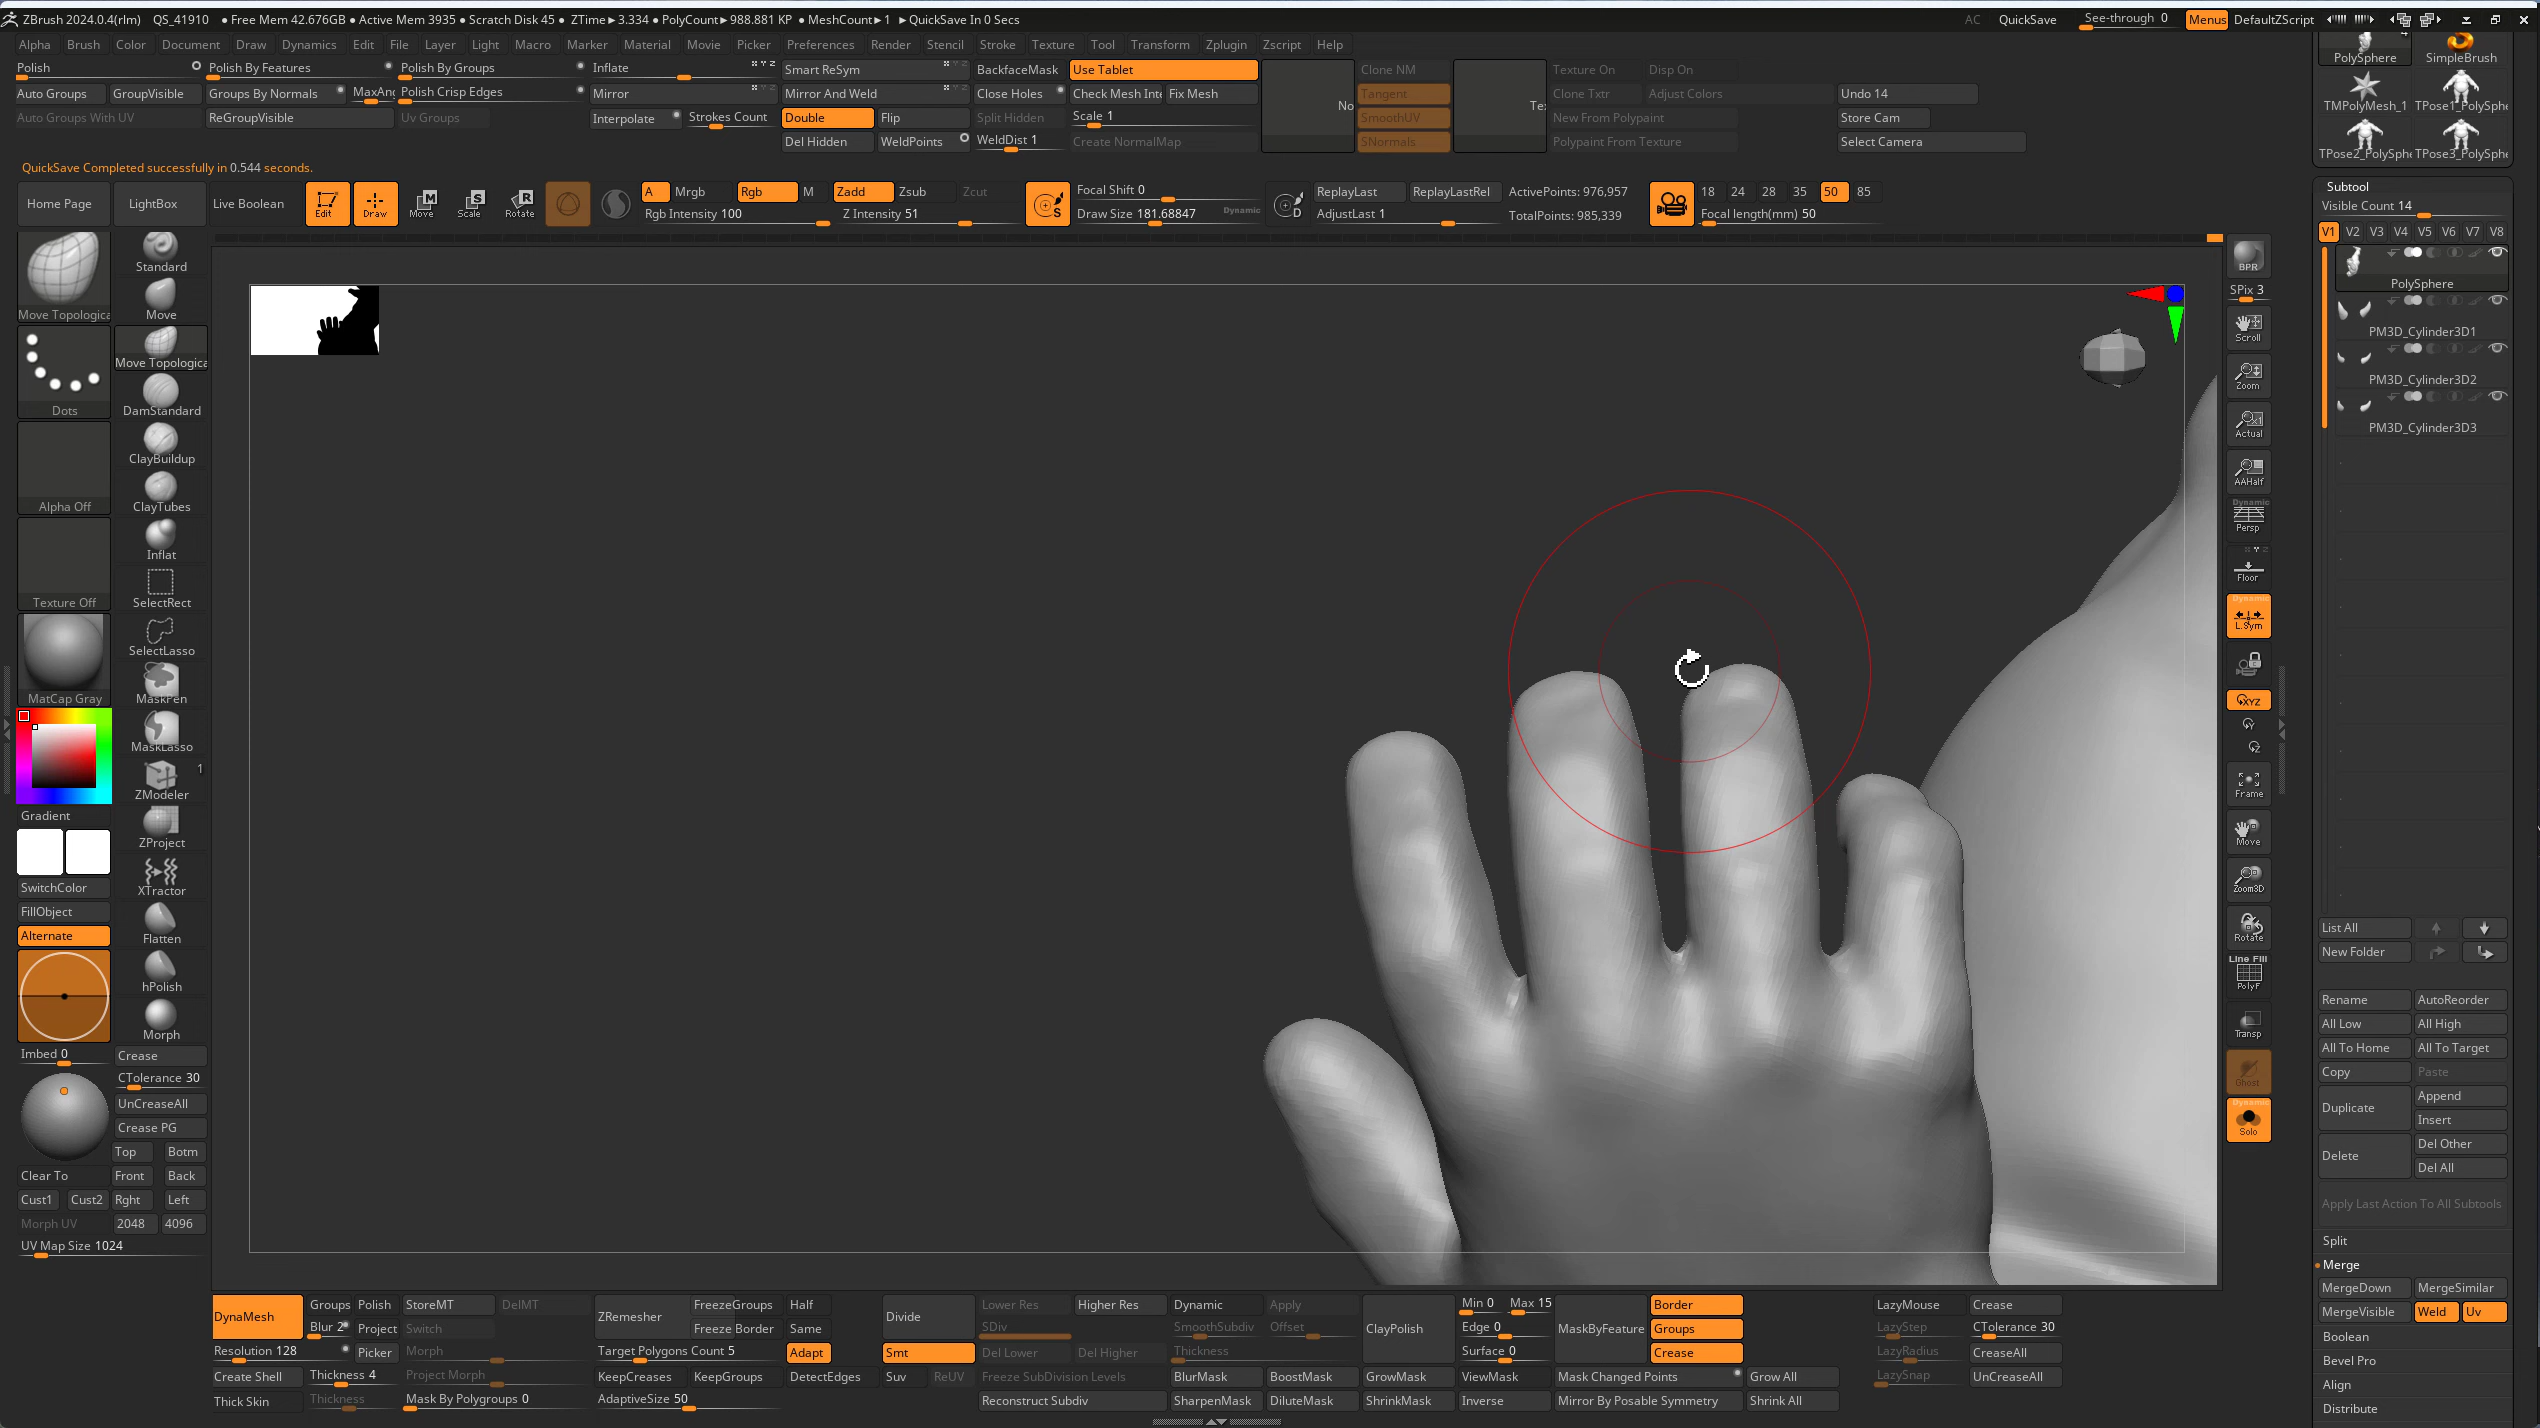 ZBrush 2024.0.4(rlm) QS_41910 ● Free Mem 42.676GB ● Active Mem 3935 ● Scratch Disk 45 ● ZTime►3.334 ● PolyCount►988.881 KP ● MeshCount►1 ►QuickSave In 0 Secs AC QuickSave See-through 0 Menus DefaultZScript
Alpha Brush Color Document Draw Dynamics Edit File Layer Light Macro Marker Material Movie Picker Preferences Render Stencil Stroke Texture Tool Transform Zplugin Zscript Help
Polish Polish By Features Polish By Groups Inflate Smart ReSym BackfaceMask Use Tablet Clone NM Texture On Disp On
Auto Groups GroupVisible Groups By Normals MaxAn Polish Crisp Edges Mirror Mirror And Weld Close Holes Check Mesh Inte Fix Mesh Tangent Clone Txtr Adjust Colors Undo 14
Auto Groups With UV ReGroupVisible Uv Groups Interpolate Strokes Count Double Flip Split Hidden Scale 1 No SmoothUV Te: New From Polypaint Store Cam
Del Hidden WeldPoints WeldDist 1 Create NormalMap SNormals Polypaint From Texture Select Camera
QuickSave Completed successfully in 0.544 seconds.
Home Page LightBox Live Boolean Edit Draw Move Scale Rotate A Mrgb Rgb M Zadd Zsub Zcut Focal Shift 0 ReplayLast ReplayLastRel ActivePoints: 976,957 18 24 28 35 50 85
Rgb Intensity 100 Z Intensity 51 S Draw Size 181.68847 Dynamic D AdjustLast 1 TotalPoints: 985,339 Focal length(mm) 50
Move Topologica
Dots
Alpha Off
Texture Off
MatCap Gray
Gradient
SwitchColor
FillObject
Alternate
Imbed 0
Standard
Move
Move Topologica
DamStandard
ClayBuildup
ClayTubes
Inflat
SelectRect
SelectLasso
MaskPen
MaskLasso
1
ZModeler
ZProject
XTractor
Flatten
hPolish
Morph
Crease
CTolerance 30
UnCreaseAll
Crease PG
Top Botm
Clear To Front Back
Cust1 Cust2 Rght Left
Morph UV 2048 4096
UV Map Size 1024
BPR
SPix 3
Scroll
Zoom
Actual
AAHalf
Dynamic
Persp
Floor
Dynamic
L.Sym
XYZ
Y
Z
Frame
Move
Zoom3D
Rotate
Line Fill
PolyF
Transp
Ghost
Dynamic
Solo
4
PolySphere SimpleBrush
TMPolyMesh_1 TPose1_PolySphe
TPose2_PolySphe TPose3_PolySphe
Subtool
Visible Count 14
V1 V2 V3 V4 V5 V6 V7 V8
PolySphere
PM3D_Cylinder3D1
PM3D_Cylinder3D2
PM3D_Cylinder3D3
List All
New Folder
Rename AutoReorder
All Low All High
All To Home All To Target
Copy Paste
Duplicate Append
Insert
Delete Del Other
Del All
Apply Last Action To All Subtools
Split
Merge
MergeDown MergeSimilar
MergeVisible Weld Uv
Boolean
Bevel Pro
Align
Distribute
DynaMesh Groups Polish StoreMT DelMT ZRemesher FreezeGroups Half Divide Lower Res Higher Res Dynamic Apply ClayPolish Min 0 Max 15 MaskByFeature Border LazyMouse Crease
Blur 2 Project Switch Freeze Border Same SDiv SmoothSubdiv Offset Edge 0 Groups LazyStep CTolerance 30
Resolution 128 Picker Morph Target Polygons Count 5 Adapt Smt Del Lower Del Higher Thickness Surface 0 Crease LazyRadius CreaseAll
Create Shell Thickness 4 Project Morph KeepCreases KeepGroups DetectEdges Suv ReUV Freeze SubDivision Levels BlurMask BoostMask GrowMask ViewMask Mask Changed Points Grow All LazySnap UnCreaseAll
Thick Skin Thickness Mask By Polygroups 0 AdaptiveSize 50 Reconstruct Subdiv SharpenMask DiluteMask ShrinkMask Inverse Mirror By Posable Symmetry Shrink All